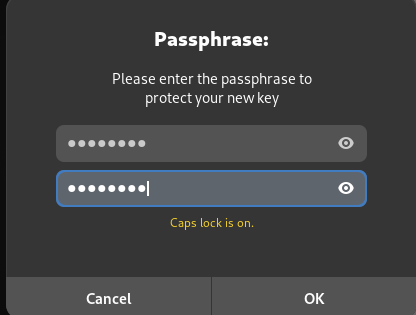 Passphrase:
Please enter the passphrase to
protect your new key
●●●●●●●●
●●●●●●●●
Caps lock is on.
Cancel
OK